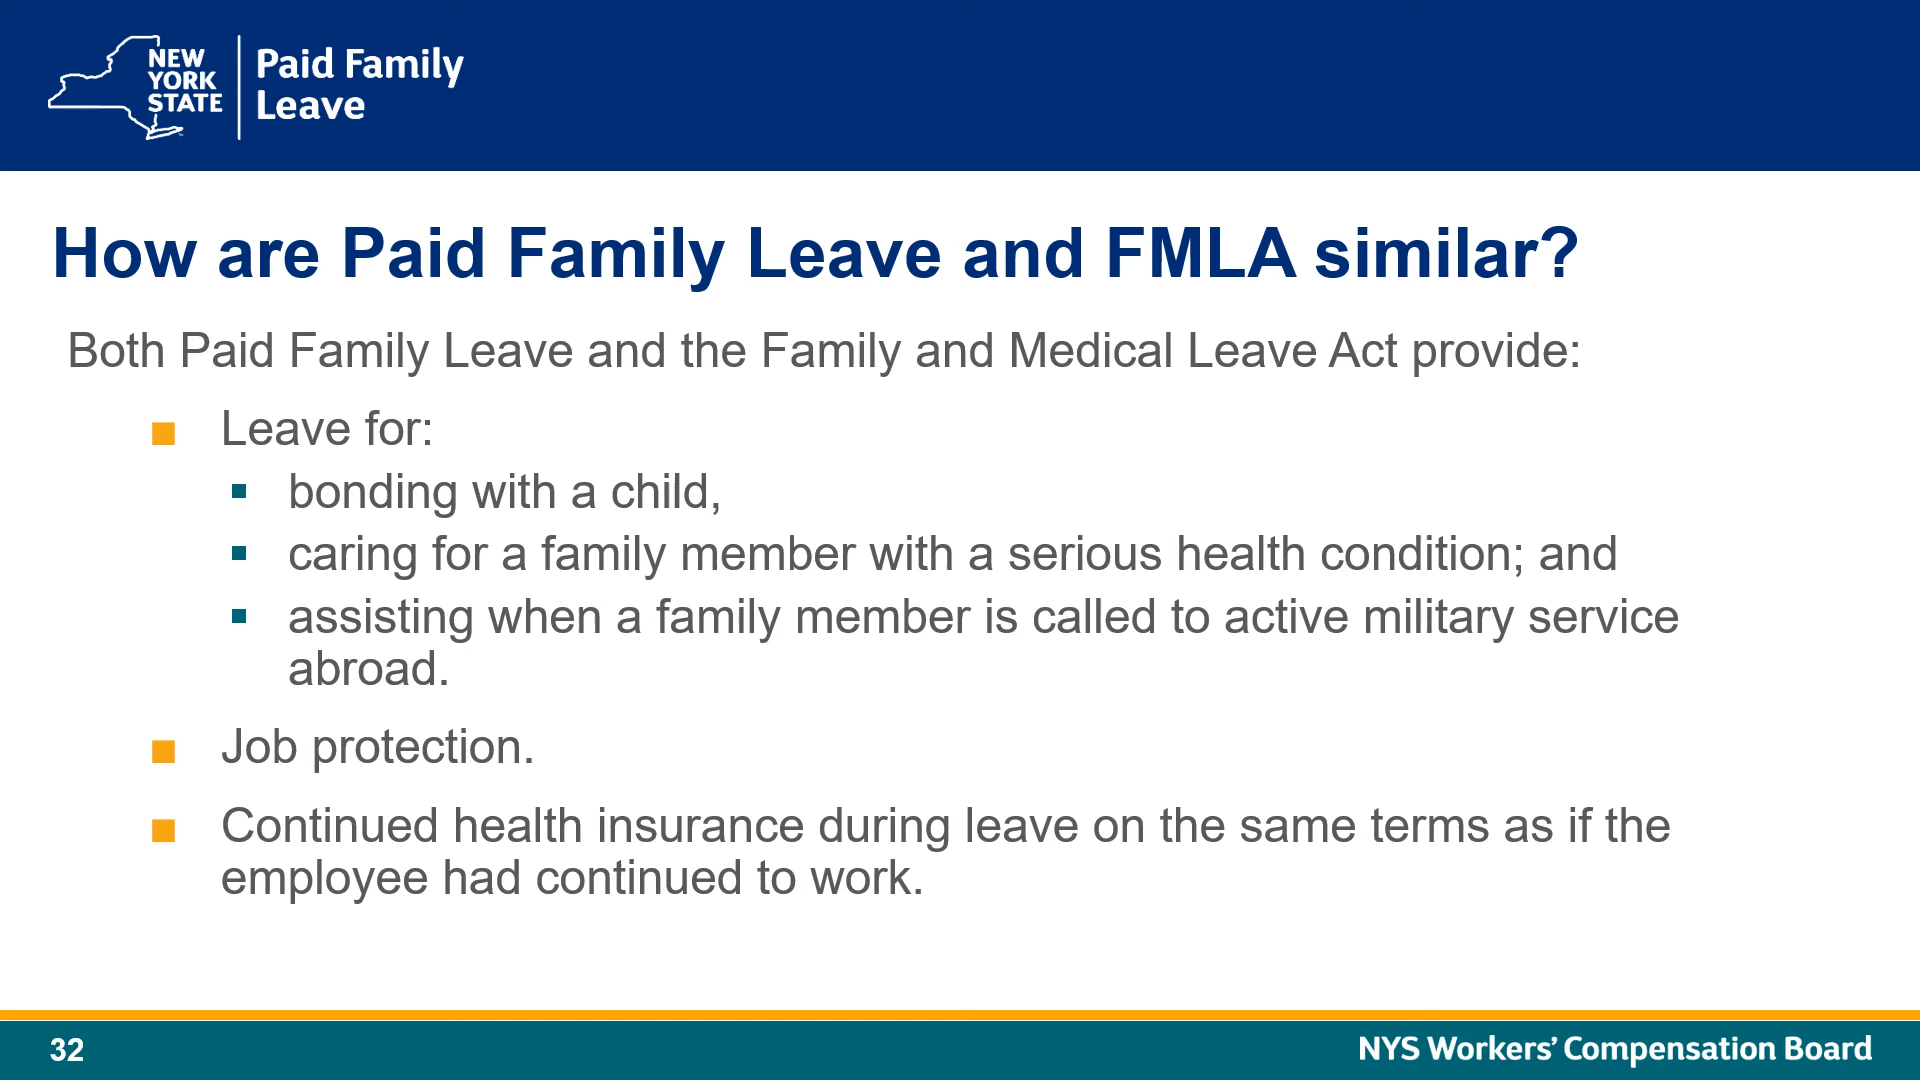 NEW
YORK
STATE
Paid Family
Leave
How are Paid Family Leave and FMLA similar?
Both Paid Family Leave and the Family and Medical Leave Act provide:
Leave for:
bonding with a child,
caring for a family member with a serious health condition; and
assisting when a family member is called to active military service
abroad.
Job protection.
Continued health insurance during leave on the same terms as if the
employee had continued to work.
32
NYS Workers’ Compensation Board